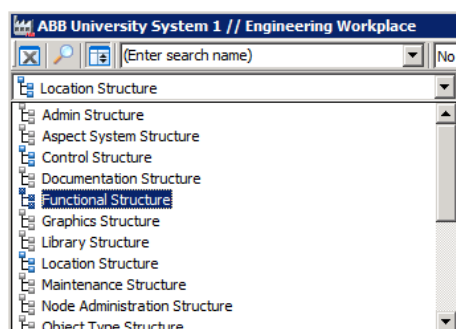 ABB University System 1 // Engineering Workplace
(Enter search name)
No
Location Structure
Admin Structure
Aspect System Structure
Control Structure
Documentation Structure
Functional Structure
Graphics Structure
Library Structure
Location Structure
Maintenance Structure
Node Administration Structure
Object Type Structure